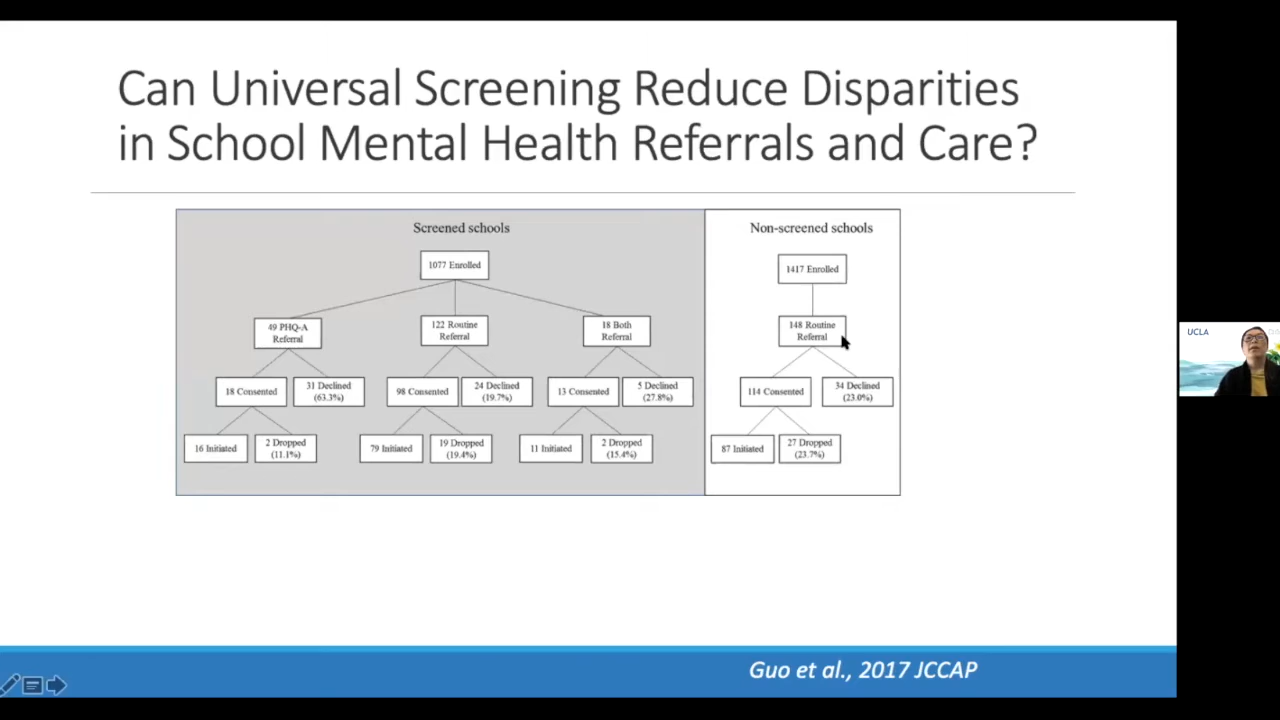 Can Universal Screening Reduce Disparities
in School Mental Health Referrals and Care?
Screened schools
1077 Enrolled
49 PHQ-A
Referral
122 Routine
Referral
18 Both
Referral
18 Consented
31 Declined
(63.3%)
98 Consented
24 Declined
(19.7%)
13 Consented
5 Declined
(27.8%)
16 Initiated
2 Dropped
(11.1%)
79 Initiated
19 Dropped
(19.4%)
11 Initiated
2 Dropped
(15.4%)
Non-screened schools
1417 Enrolled
148 Routine
Referral
114 Consented
34 Declined
(23.0%)
87 Initiated
27 Dropped
(23.7%)
Guo et al., 2017 JCCAP
UCLA